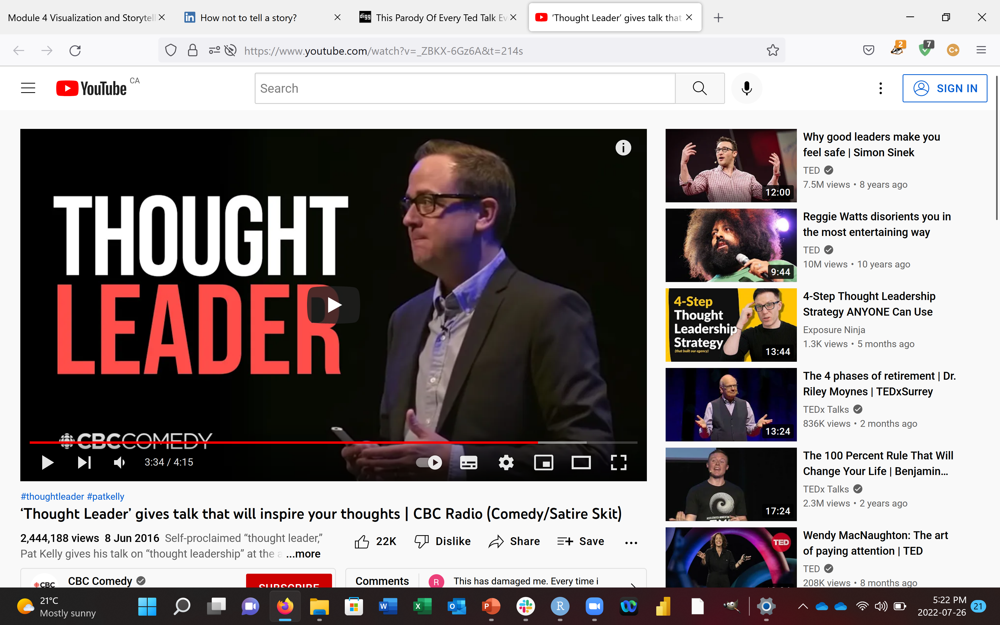 Module 4 Visualization and Storytell
How not to tell a story?
digg
This Parody Of Every Ted Talk Ev
‘Thought Leader’ gives talk that
https://www.youtube.com/watch?v=_ZBKX-6Gz6A&t=214s
2
7
C+
YouTube CA
Search
SIGN IN
THOUGHT
LEADER
CBCCOMEDY
3:34 / 4:15
#thoughtleader #patkelly
‘Thought Leader’ gives talk that will inspire your thoughts | CBC Radio (Comedy/Satire Skit)
2,444,188 views 8 Jun 2016 Self-proclaimed “thought leader,”
Pat Kelly gives his talk on “thought leadership” at the a ...more
22K
Dislike
Share
Save
CBC
CBC Comedy
SUBSCRIBE
Comments
R
This has damaged me. Every time i
12:00
Why good leaders make you
feel safe | Simon Sinek
TED
7.5M views • 8 years ago
9:44
Reggie Watts disorients you in
the most entertaining way
TED
10M views • 10 years ago
4-Step
Thought
Leadership
Strategy
(that built our agency)
13:44
4-Step Thought Leadership
Strategy ANYONE Can Use
Exposure Ninja
1.3K views • 5 months ago
13:24
The 4 phases of retirement | Dr.
Riley Moynes | TEDxSurrey
TEDx Talks
836K views • 2 months ago
ACCELERATED MOMENTUM
17:24
The 100 Percent Rule That Will
Change Your Life | Benjamin...
TEDx Talks
2.3M views • 2 years ago
TED
Wendy MacNaughton: The art
of paying attention | TED
TED
208K views • 8 months ago
21°C
Mostly sunny
5:22 PM
2022-07-26
21